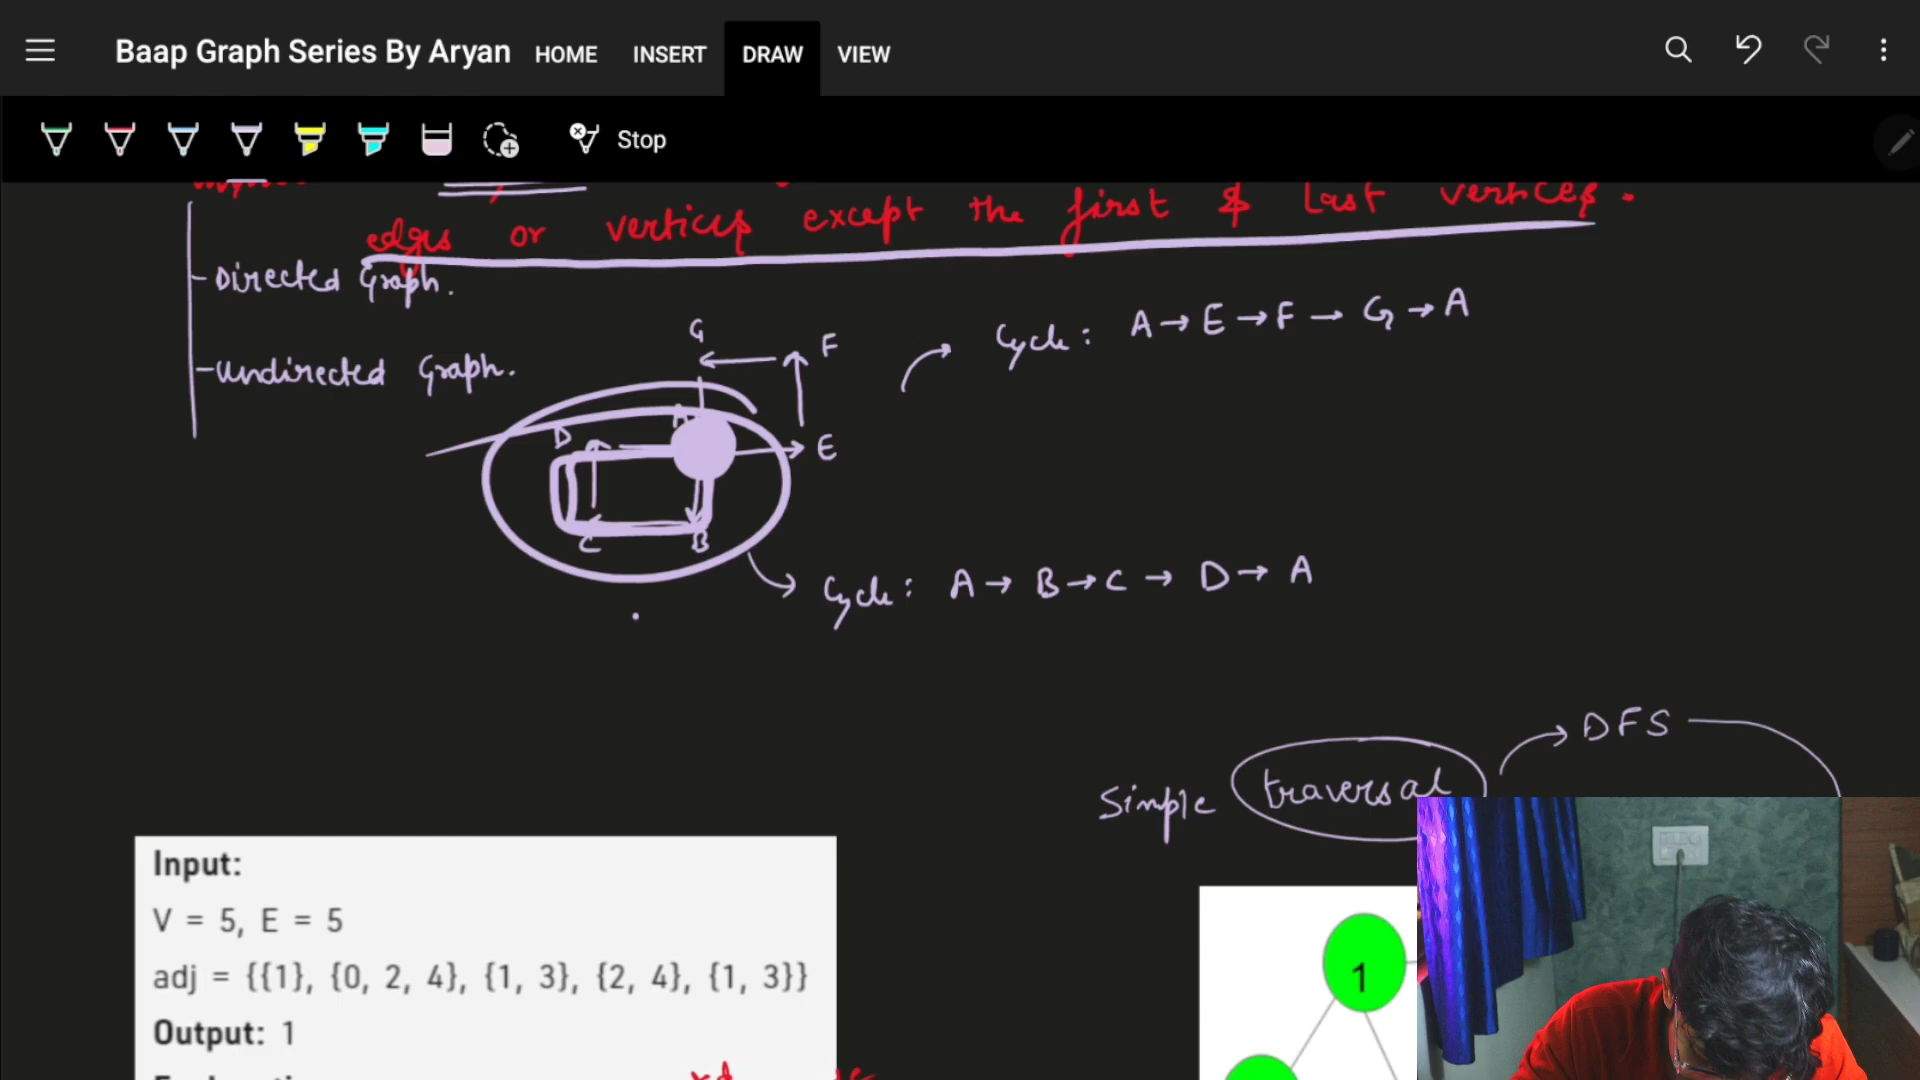 Baap Graph Series By Aryan HOME INSERT DRAW VIEW
Stop
edges or vertices except the first & last vertices.
- Directed Graph.
- Undirected Graph.
Cycle: A → E → F → G → A
G
F
A
D
E
C
B
Cycle: A → B → C → D → A
DFS
Simple traversal
Input:
V = 5, E = 5
adj = {{1}, {0, 2, 4}, {1, 3}, {2, 4}, {1, 3}}
Output: 1
1